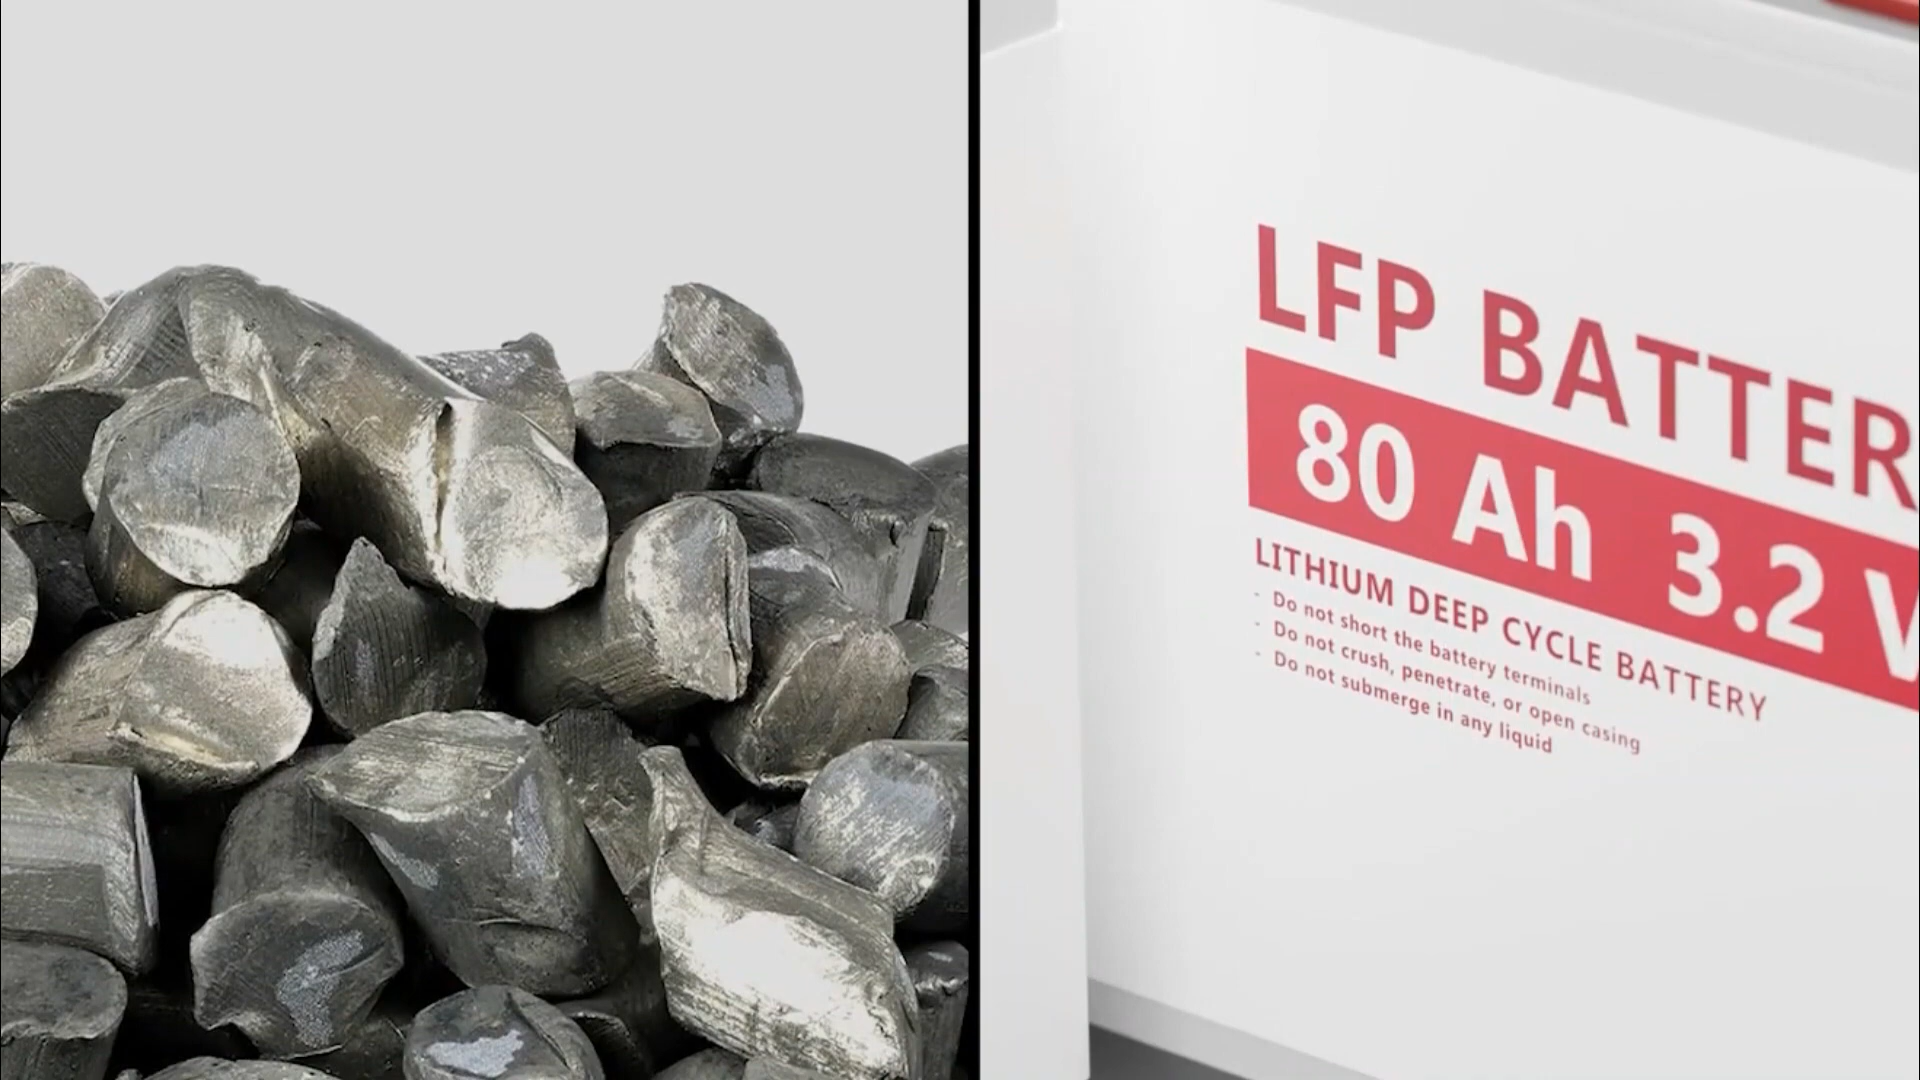 LFP BATTER
80 Ah 3.2 V
LITHIUM DEEP CYCLE BATTERY
- Do not short the battery terminals
- Do not crush, penetrate, or open casing
- Do not submerge in any liquid